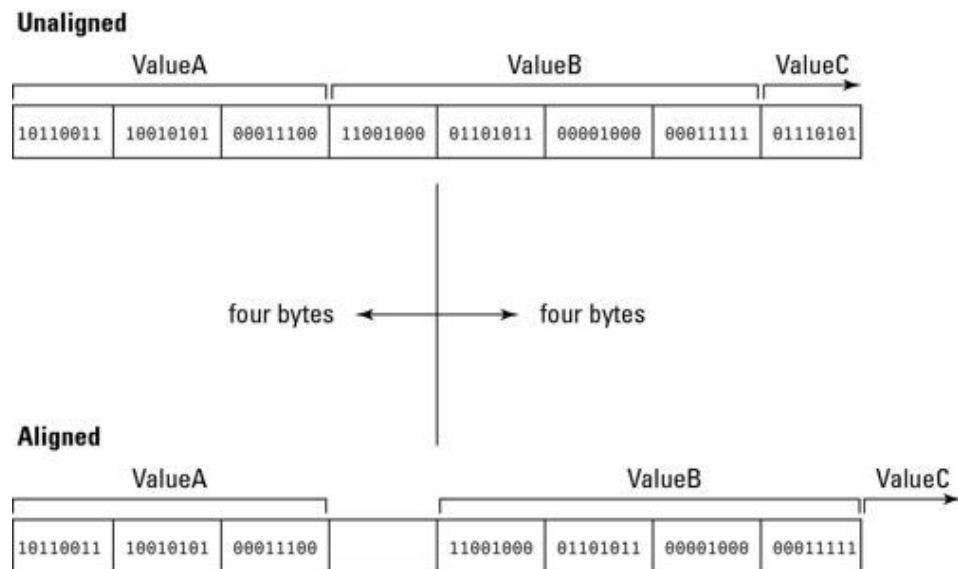 Unaligned
ValueA ValueB ValueC
10110011 10010101 00011100 11001000 01101011 00001000 00011111 01110101
four bytes four bytes
Aligned
ValueA ValueB ValueC
10110011 10010101 00011100 11001000 01101011 00001000 00011111